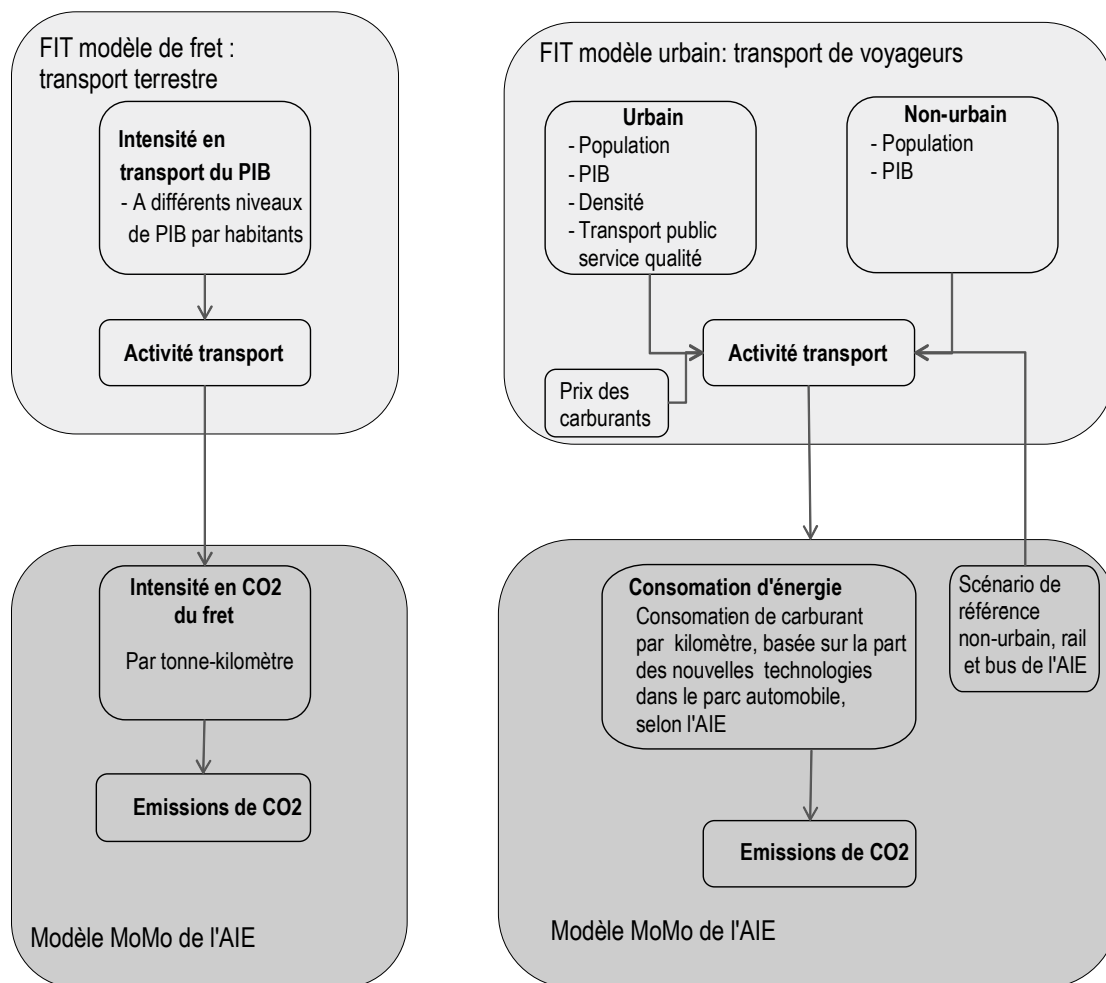 FIT modèle de fret :
transport terrestre
Intensité en
transport du PIB
- A différents niveaux
de PIB par habitants
Activité transport
Intensité en CO2
du fret
Par tonne-kilomètre
Emissions de CO2
Modèle MoMo de l'AIE
FIT modèle urbain: transport de voyageurs
Urbain
- Population
- PIB
- Densité
- Transport public
service qualité
Non-urbain
- Population
- PIB
Activité transport
Prix des
carburants
Consomation d'énergie
Consomation de carburant
par kilomètre, basée sur la part
des nouvelles technologies
dans le parc automobile,
selon l'AIE
Scénario de
référence
non-urbain, rail
et bus de l'AIE
Emissions de CO2
Modèle MoMo de l'AIE